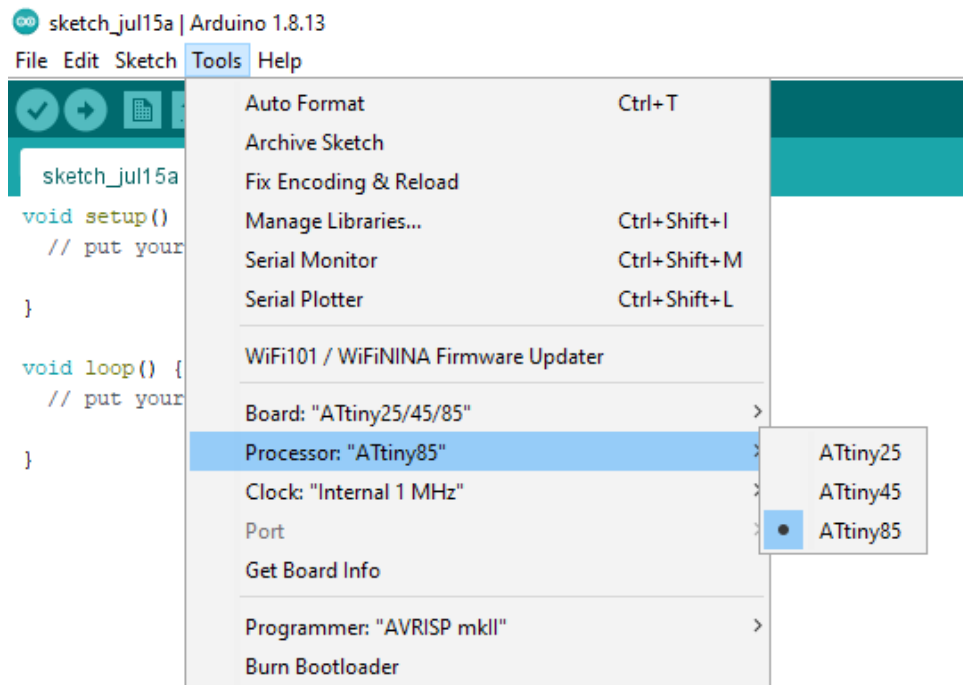 sketch_jul15a | Arduino 1.8.13
File Edit Sketch Tools Help
Auto Format Ctrl+T
Archive Sketch
sketch_jul15a
Fix Encoding & Reload
void setup()
Manage Libraries... Ctrl+Shift+I
// put your
Serial Monitor Ctrl+Shift+M
Serial Plotter Ctrl+Shift+L
}
WiFi101 / WiFiNINA Firmware Updater
void loop() {
// put your
Board: "ATtiny25/45/85" >
}
Processor: "ATtiny85" >
ATtiny25
Clock: "Internal 1 MHz" >
ATtiny45
Port >
ATtiny85
Get Board Info
Programmer: "AVRISP mkII" >
Burn Bootloader